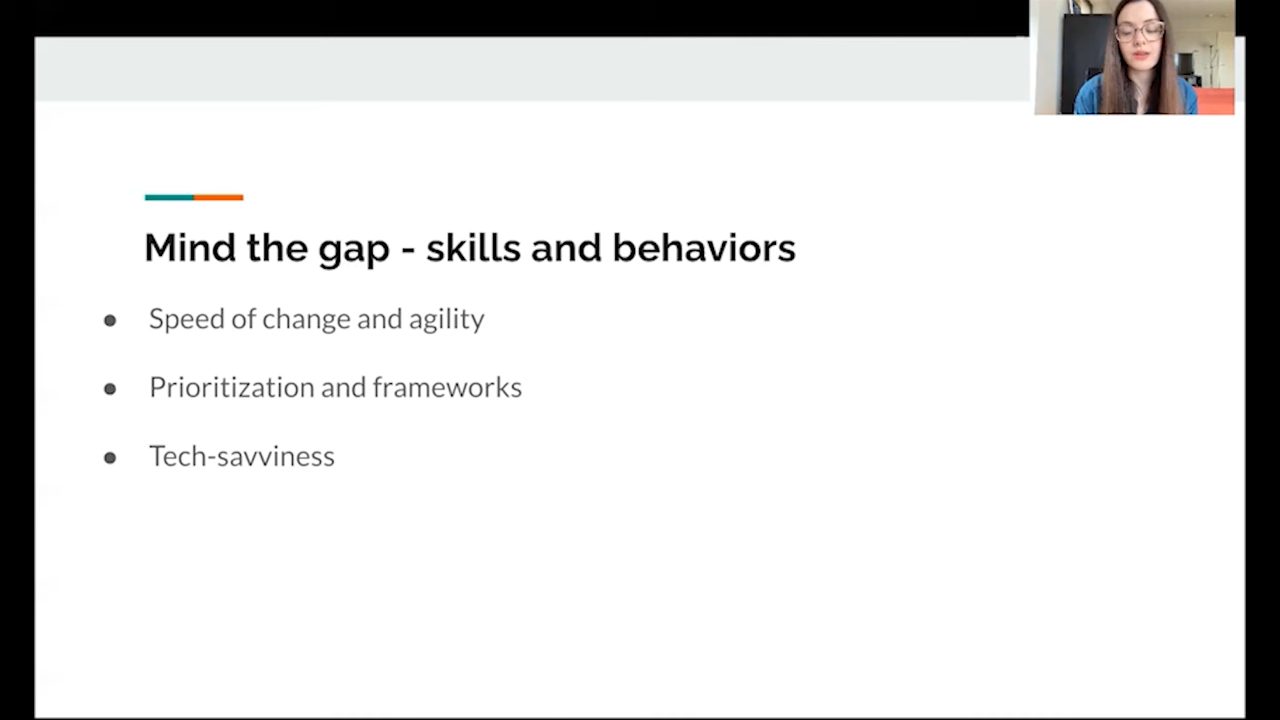 Mind the gap - skills and behaviors
● Speed of change and agility
● Prioritization and frameworks
● Tech-savviness